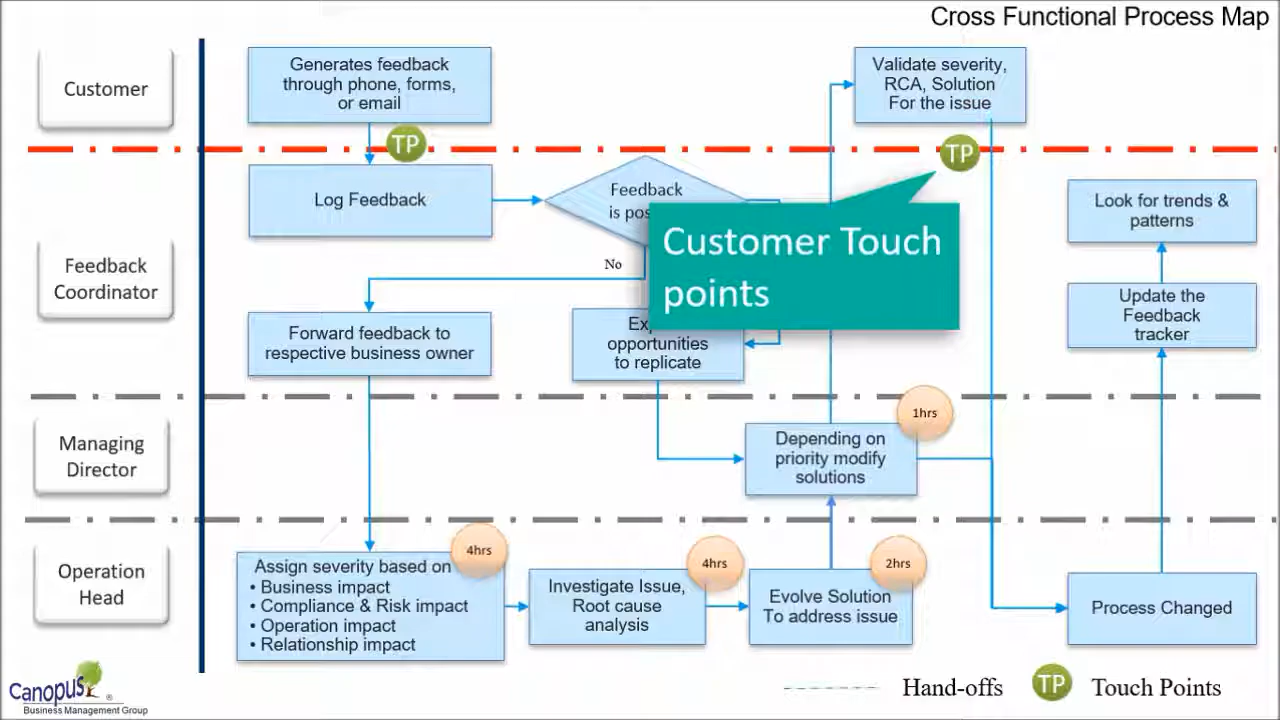 Cross Functional Process Map
Customer
Generates feedback
through phone, forms,
or email
Validate severity,
RCA, Solution
For the issue
TP
TP
Feedback
Coordinator
Log Feedback
Feedback
is
Customer Touch
points
Look for trends &
patterns
No
Update the
Feedback
tracker
Forward feedback to
respective business owner
opportunities
to replicate
Managing
Director
1hrs
Depending on
priority modify
solutions
Operation
Head
4hrs
Assign severity based on
• Business impact
• Compliance & Risk impact
• Operation impact
• Relationship impact
4hrs
Investigate Issue,
Root cause
analysis
2hrs
Evolve Solution
To address issue
Process Changed
Canopus ®
Business Management Group
Hand-offs
TP
Touch Points